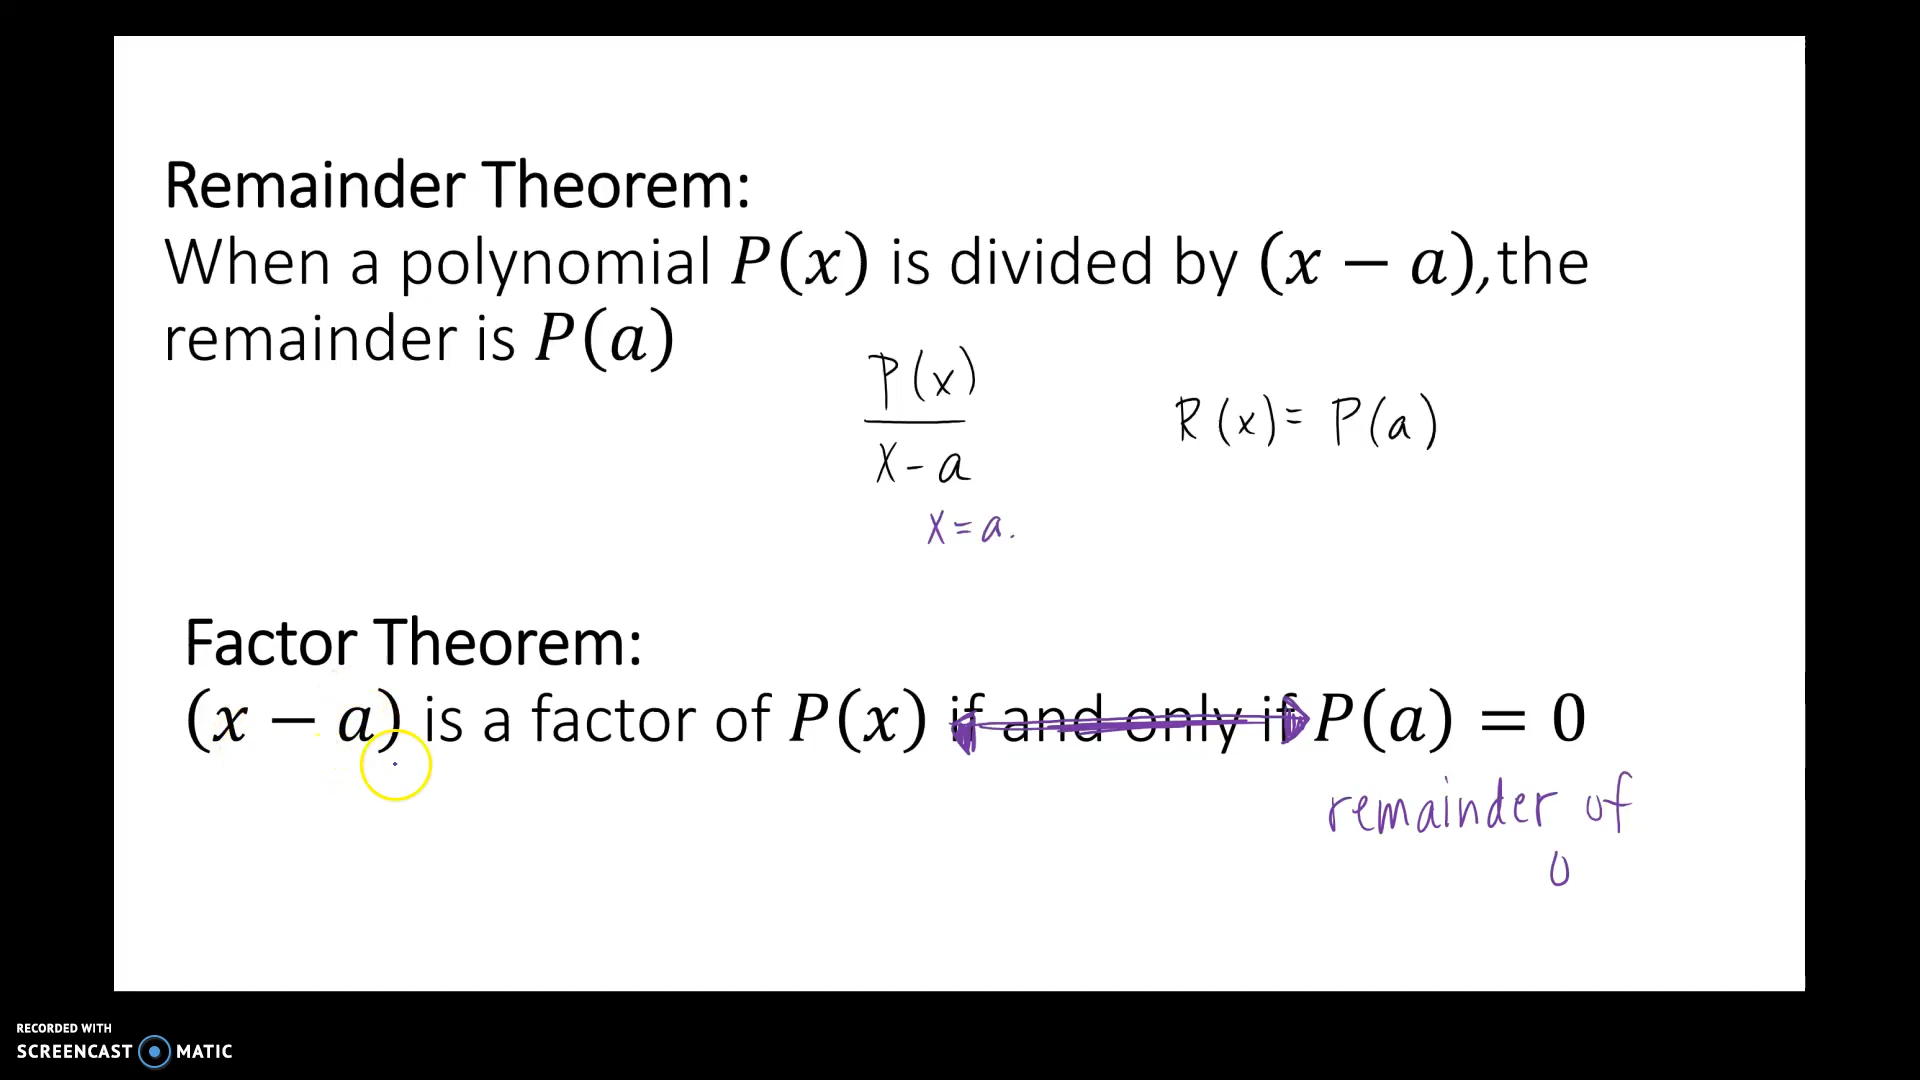 Remainder Theorem:
When a polynomial P(x) is divided by (x − a), the
remainder is P(a)
P(x)
x - a
R(x) = P(a)
x = a.
Factor Theorem:
(x − a) is a factor of P(x) if and only if P(a) = 0
remainder of
0
RECORDED WITH
SCREENCAST MATIC